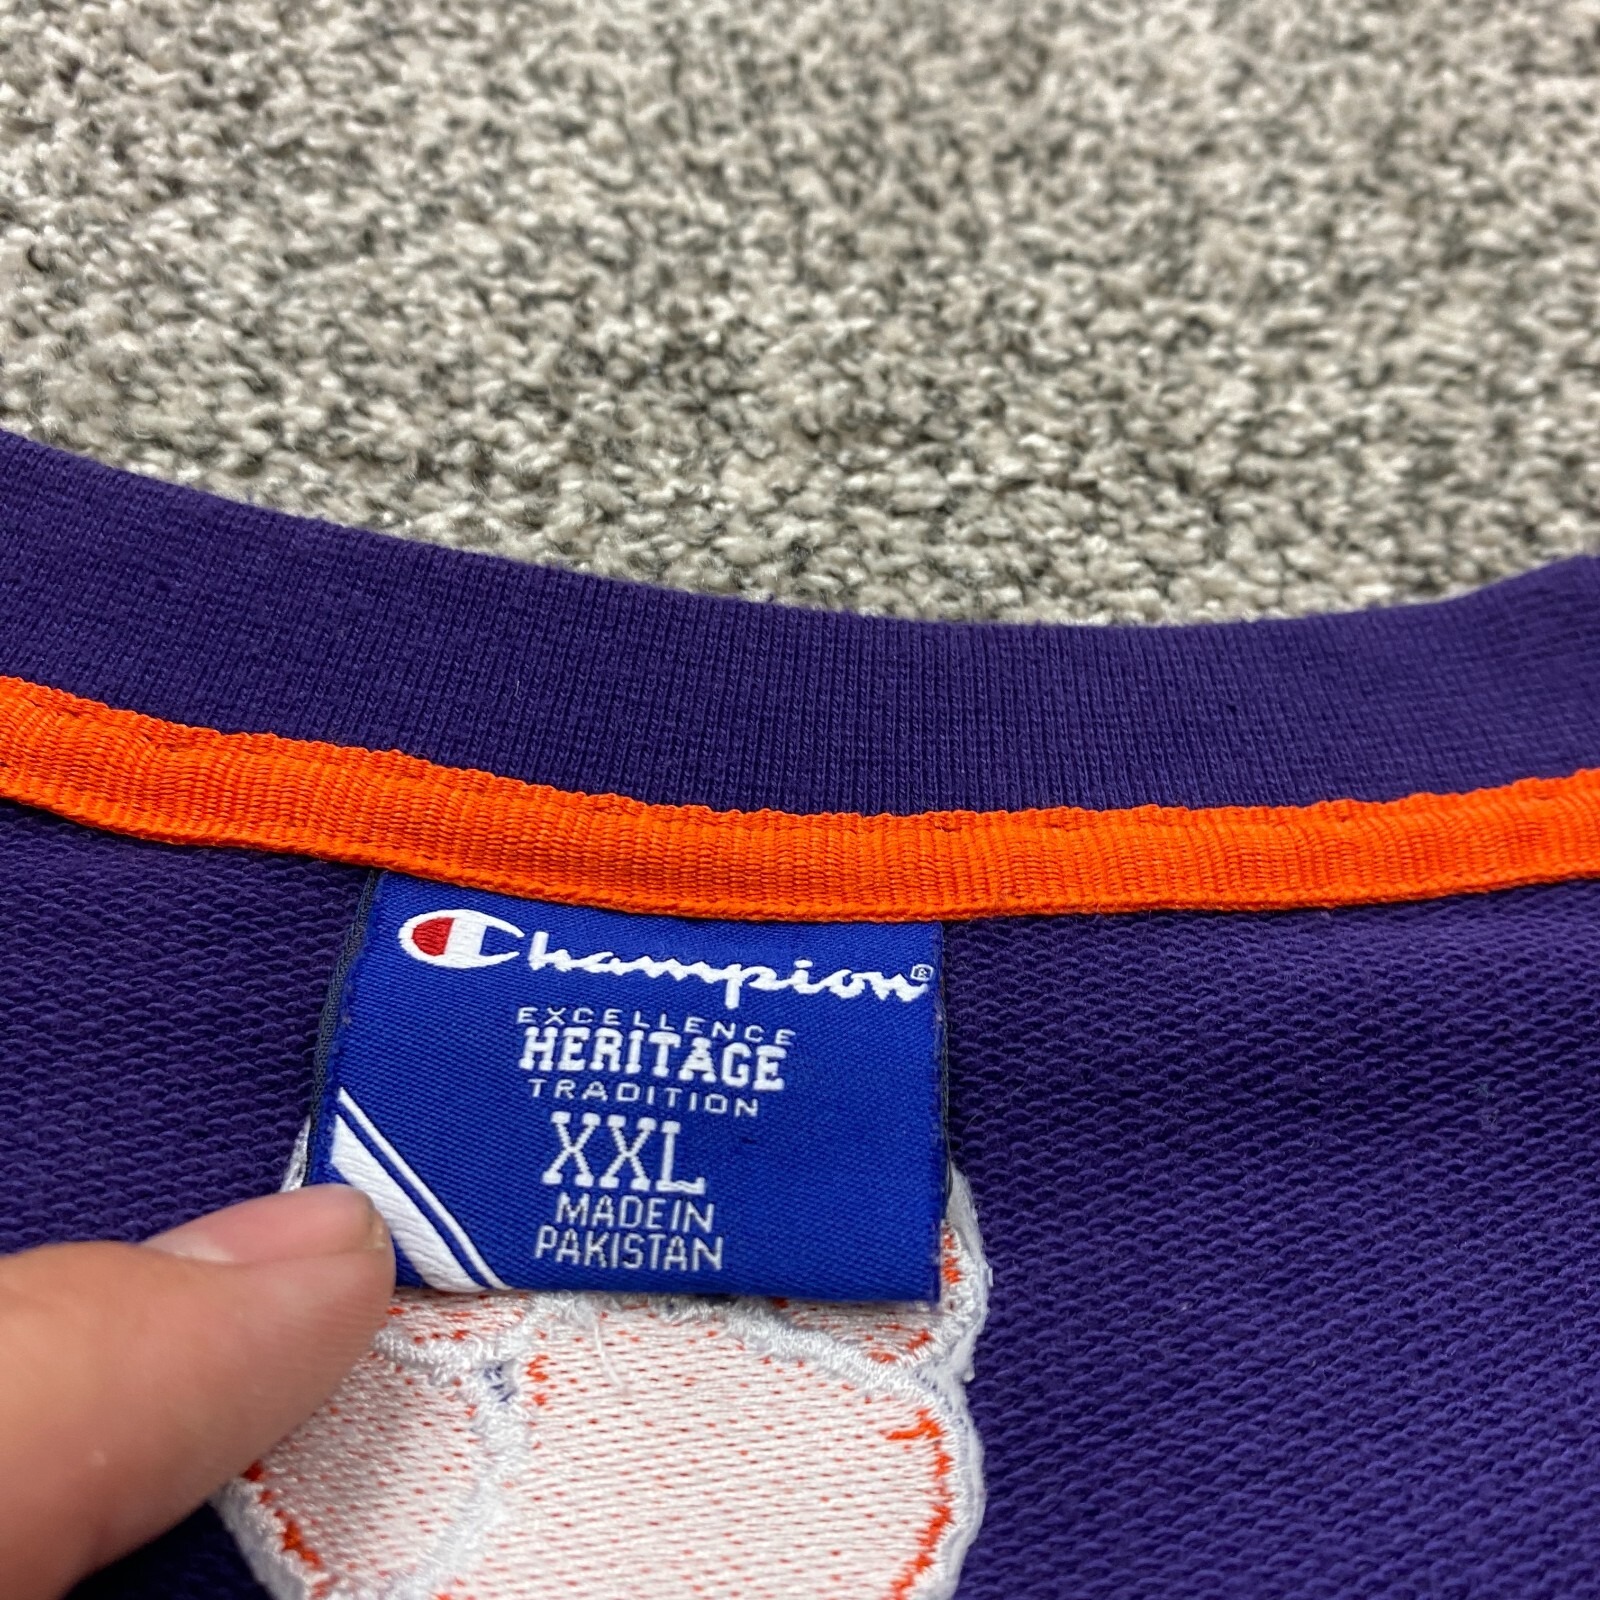 Champion®
EXCELLENCE
HERITAGE
TRADITION
XXL
MADE IN
PAKISTAN